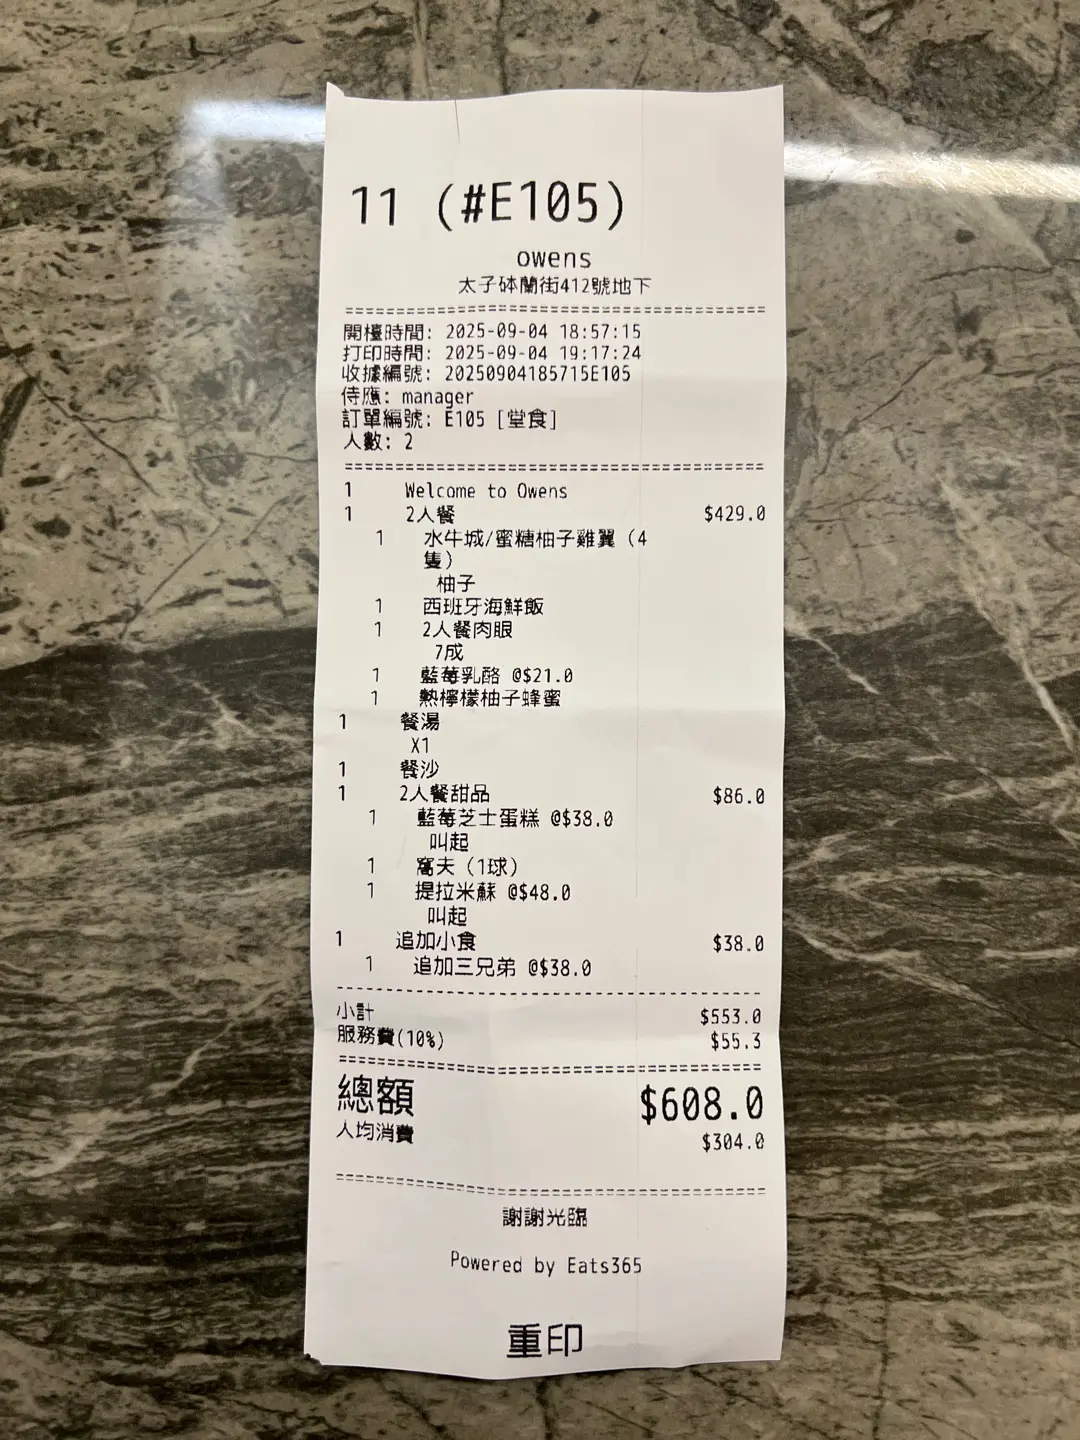 11 (#E105)
owens
太子砵蘭街412號地下
開檯時間: 2025-09-04 18:57:15
打印時間: 2025-09-04 19:17:24
收據編號: 20250904185715E105
侍應: manager
訂單編號: E105 [堂食]
人數: 2
1 Welcome to Owens
1 2人餐 $429.0
1 水牛城/蜜糖柚子雞翼（4
隻）
柚子
1 西班牙海鮮飯
1 2人餐肉眼
7成
1 藍莓乳酪 @$21.0
1 熱檸檬柚子蜂蜜
1 餐湯
X1
1 餐沙
1 2人餐甜品 $86.0
1 藍莓芝士蛋糕 @$38.0
叫起
1 窩夫（1球）
1 提拉米蘇 @$48.0
叫起
1 追加小食 $38.0
1 追加三兄弟 @$38.0
小計 $553.0
服務費(10%) $55.3
總額 $608.0
人均消費 $304.0
謝謝光臨
Powered by Eats365
重印